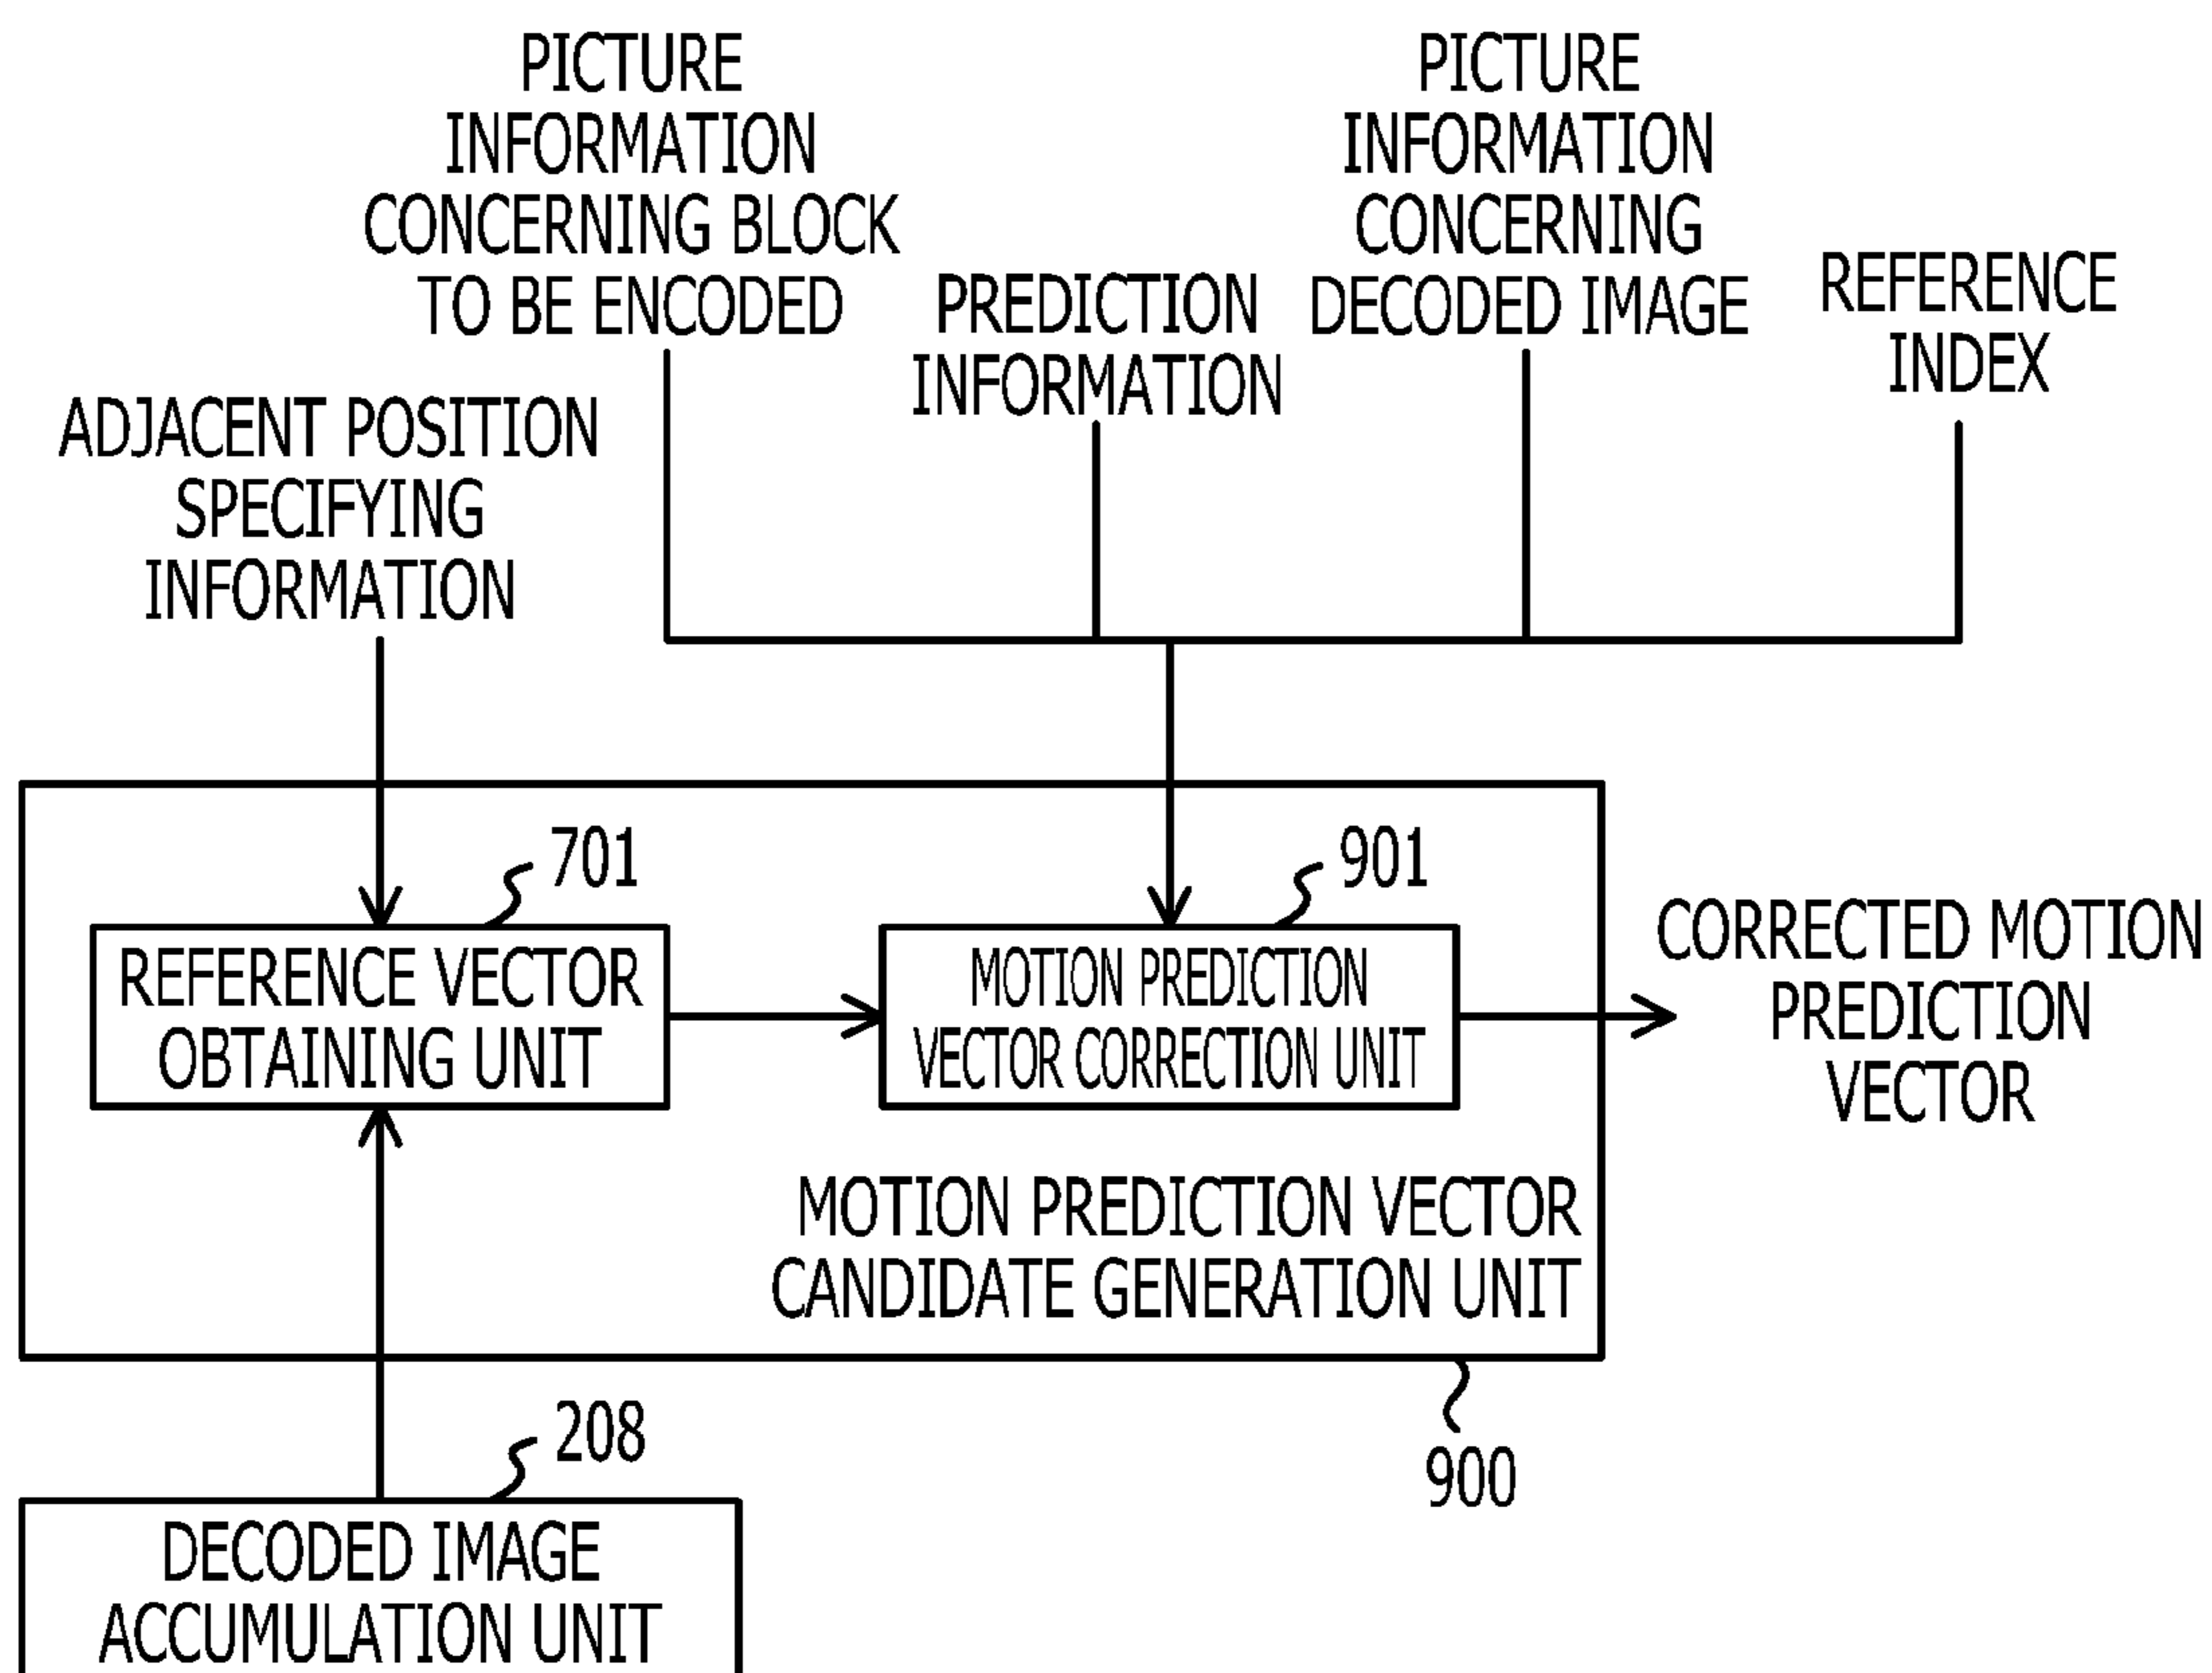 PICTURE
INFORMATION
CONCERNING BLOCK
TO BE ENCODED
PREDICTION
INFORMATION
PICTURE
INFORMATION
CONCERNING
DECODED IMAGE
REFERENCE
INDEX
ADJACENT POSITION
SPECIFYING
INFORMATION
701
901
REFERENCE VECTOR
OBTAINING UNIT
MOTION PREDICTION
VECTOR CORRECTION UNIT
CORRECTED MOTION
PREDICTION
VECTOR
MOTION PREDICTION VECTOR
CANDIDATE GENERATION UNIT
208
900
DECODED IMAGE
ACCUMULATION UNIT